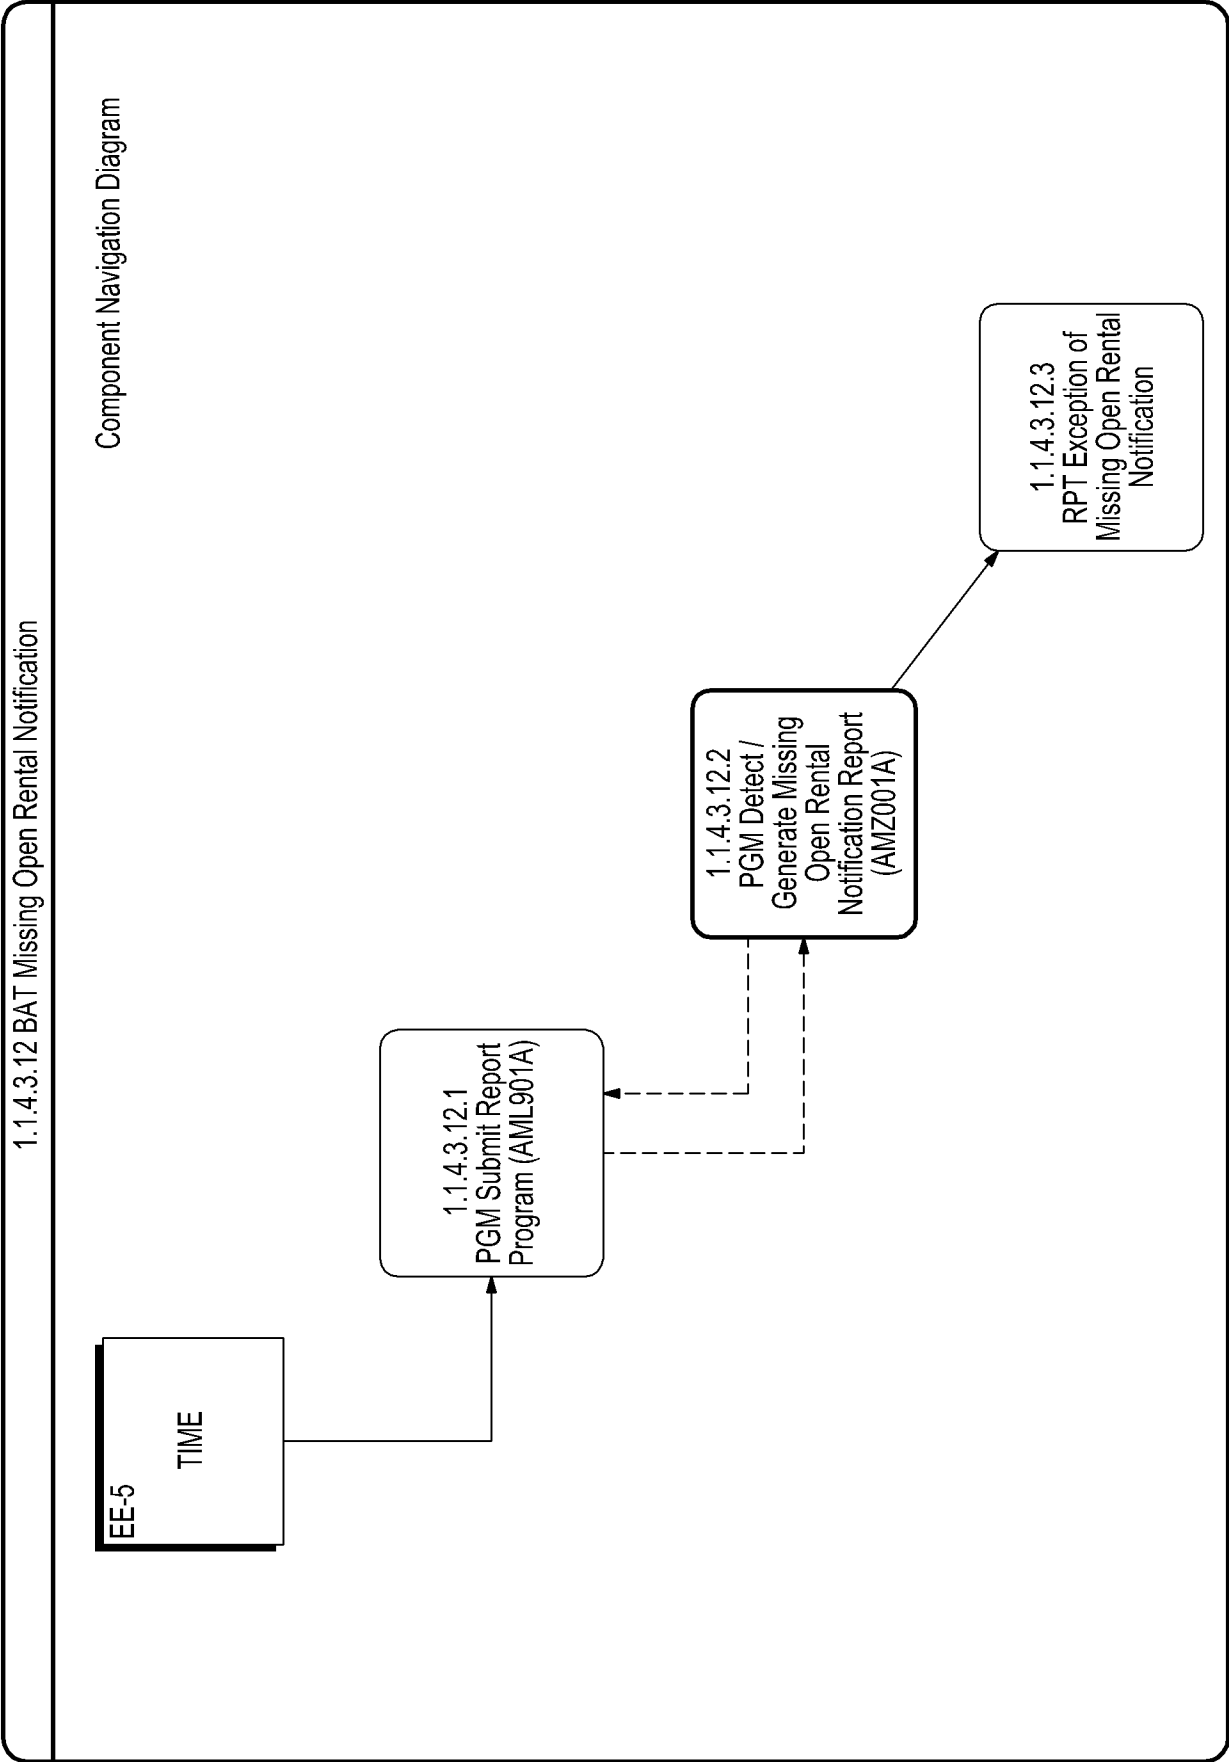 1.1.4.3.12 BAT Missing Open Rental Notification
Component Navigation Diagram
EE-5
TIME
1.1.4.3.12.1
PGM Submit Report
Program (AML901A)
1.1.4.3.12.2
PGM Detect /
Generate Missing
Open Rental
Notification Report
(AMZ001A)
1.1.4.3.12.3
RPT Exception of
Missing Open Rental
Notification